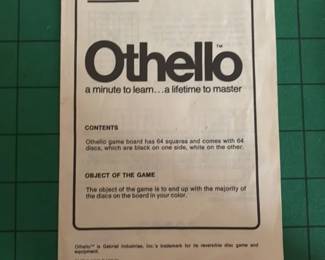 Othello™
a minute to learn...a lifetime to master
CONTENTS
Othello game board has 64 squares and comes with 64
discs, which are black on one side, white on the other.
OBJECT OF THE GAME
The object of the game is to end up with the majority of
the discs on the board in your color.
Othello™ is Gabriel Industries, Inc.'s trademark for its reversible disc game and
equipment.